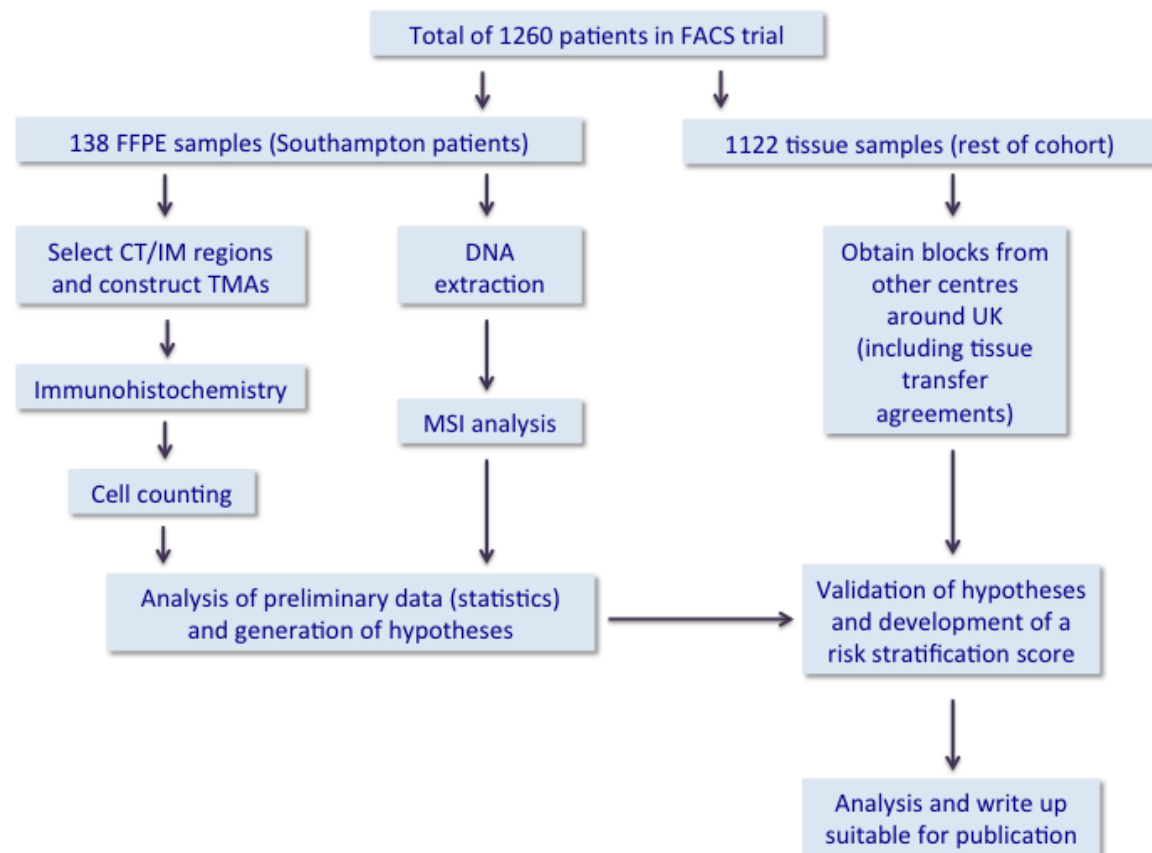 Total of 1260 patients in FACS trial
138 FFPE samples (Southampton patients)
1122 tissue samples (rest of cohort)
Select CT/IM regions
and construct TMAs
DNA
extraction
Obtain blocks from
other centres
around UK
(including tissue
transfer
agreements)
Immunohistochemistry
MSI analysis
Cell counting
Analysis of preliminary data (statistics)
and generation of hypotheses
Validation of hypotheses
and development of a
risk stratification score
Analysis and write up
suitable for publication